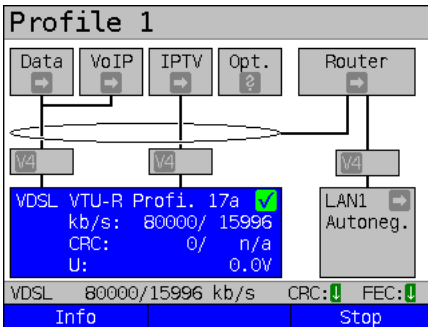 Profile 1
Data VoIP IPTV Opt. Router
V4 V4 V4
VDSL VTU-R Profi. 17a
kb/s: 80000/ 15996
CRC: 0/ n/a
U: 0.0V
LAN1
Autoneg.
VDSL 80000/15996 kb/s CRC: FEC:
Info Stop